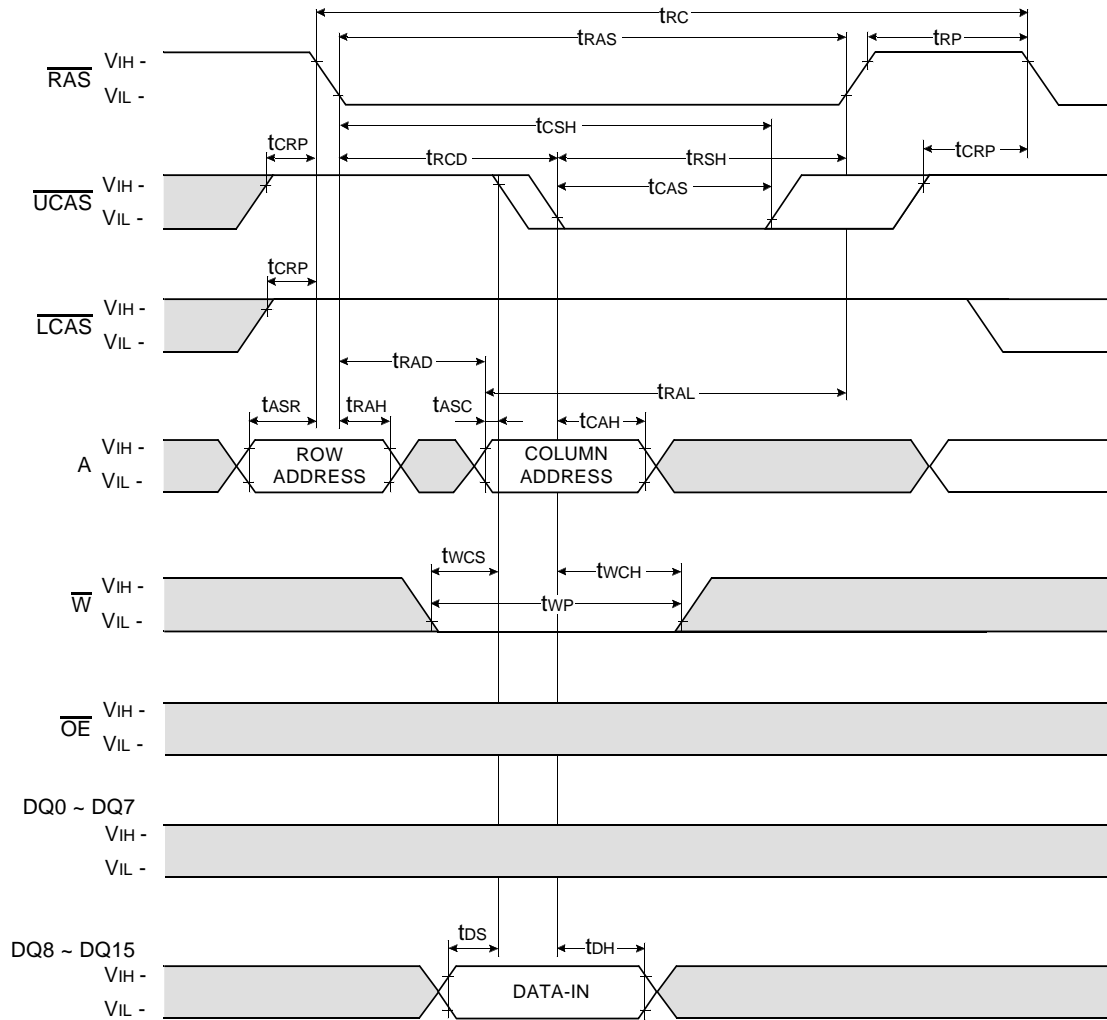 tRC
tRAS
tRP
RAS
VIH -
VIL -
tCSH
tCRP
tRCD
tRSH
tCRP
UCAS
VIH -
VIL -
tCAS
tCRP
LCAS
VIH -
VIL -
tRAD
tRAL
tASR
tRAH
tASC
tCAH
A
VIH -
VIL -
ROW
ADDRESS
COLUMN
ADDRESS
tWCS
tWCH
W
VIH -
VIL -
tWP
OE
VIH -
VIL -
DQ0 ~ DQ7
VIH -
VIL -
tDS
tDH
DQ8 ~ DQ15
VIH -
VIL -
DATA-IN